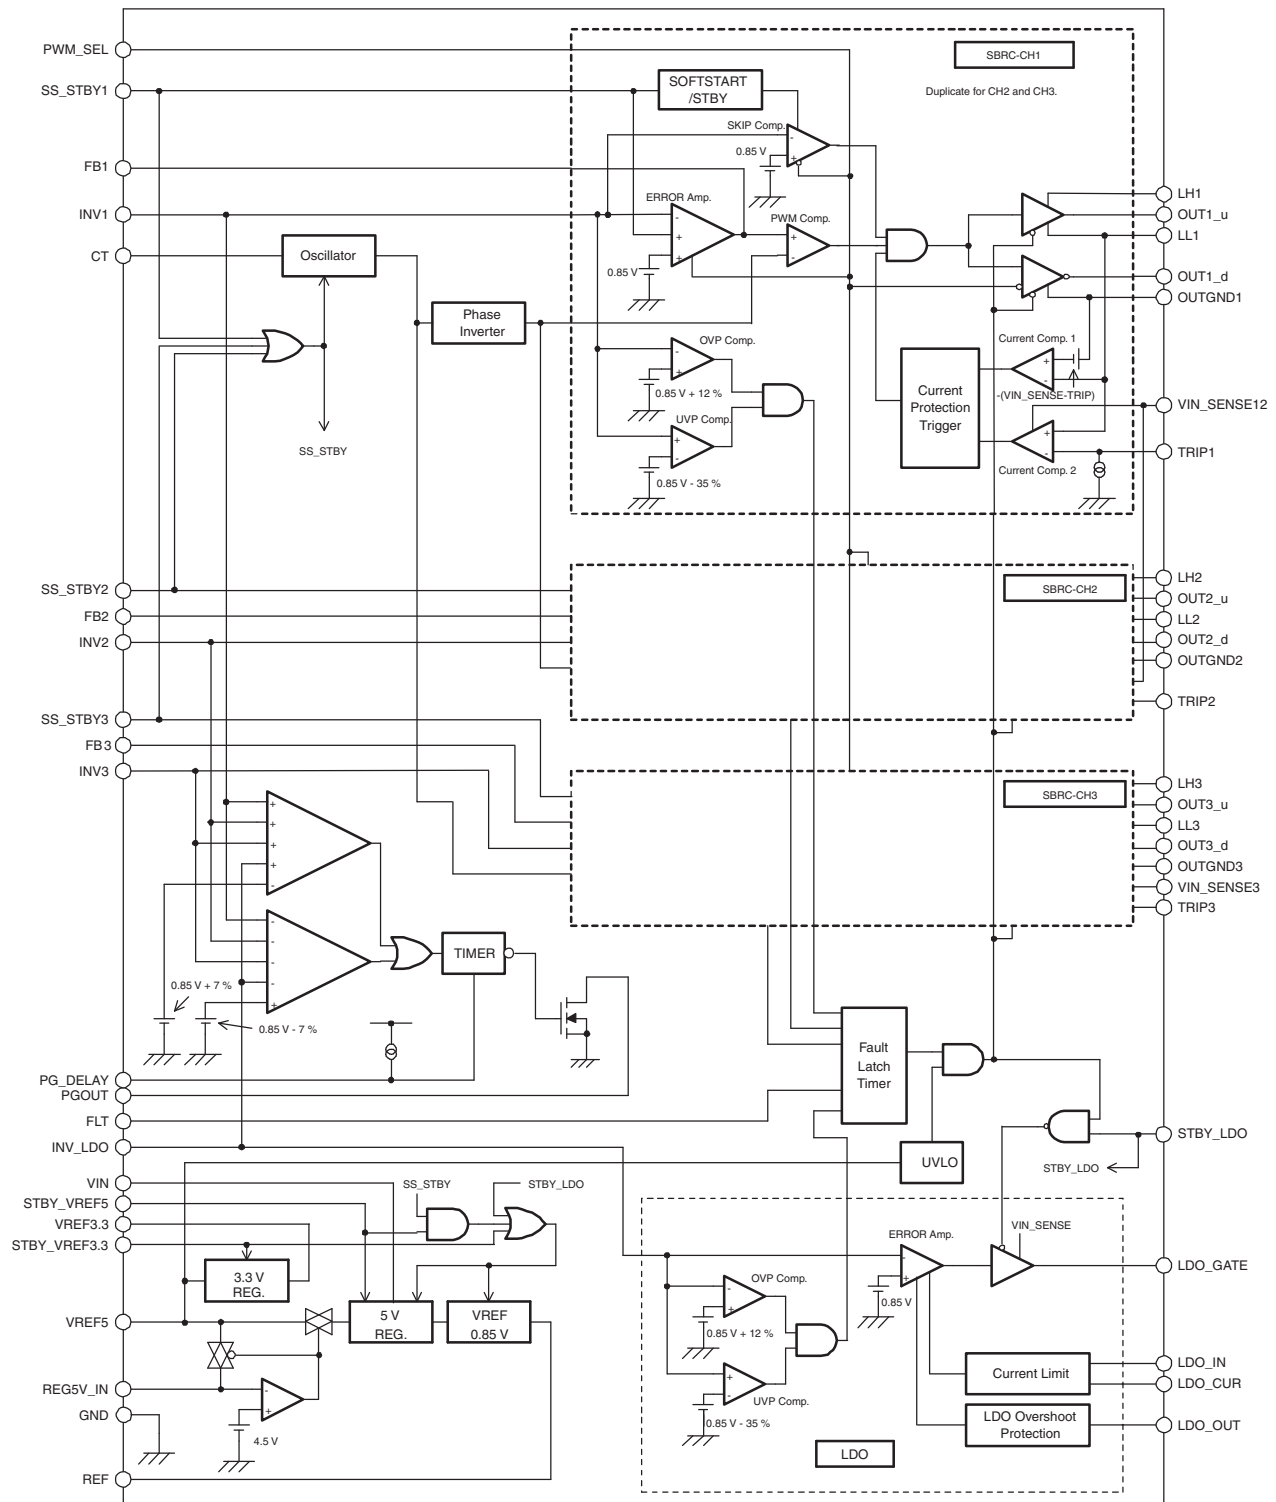 PWM_SEL
SBRC-CH1
SS_STBY1
SOFTSTART
/STBY
Duplicate for CH2 and CH3.
SKIP Comp.
-
+
0.85 V
FB1
ERROR Amp.
LH1
INV1
-
+
+
PWM Comp.
+
-
OUT1_u
LL1
CT
Oscillator
0.85 V
OUT1_d
OUTGND1
Phase
Inverter
OVP Comp.
-
+
0.85 V + 12 %
Current Comp. 1
+
-
-(VIN_SENSE-TRIP)
Current
Protection
Trigger
VIN_SENSE12
UVP Comp.
+
-
0.85 V - 35 %
+
-
Current Comp. 2
TRIP1
SS_STBY
SS_STBY2
SBRC-CH2
LH2
OUT2_u
FB2
LL2
INV2
OUT2_d
OUTGND2
TRIP2
SS_STBY3
FB3
INV3
SBRC-CH3
LH3
OUT3_u
LL3
OUT3_d
OUTGND3
VIN_SENSE3
TRIP3
+
+
+
+
-
-
-
-
-
+
TIMER
0.85 V + 7 %
0.85 V - 7 %
Fault
Latch
Timer
PG_DELAY
PGOUT
FLT
INV_LDO
STBY_LDO
UVLO
STBY_LDO
VIN
SS_STBY
STBY_LDO
STBY_VREF5
VREF3.3
STBY_VREF3.3
ERROR Amp.
-
+
0.85 V
VIN_SENSE
LDO_GATE
3.3 V
REG.
5 V
REG.
VREF
0.85 V
VREF5
OVP Comp.
-
+
0.85 V + 12 %
UVP Comp.
+
-
0.85 V - 35 %
Current Limit
LDO_IN
LDO_CUR
REG5V_IN
-
+
4.5 V
GND
LDO Overshoot
Protection
LDO_OUT
LDO
REF